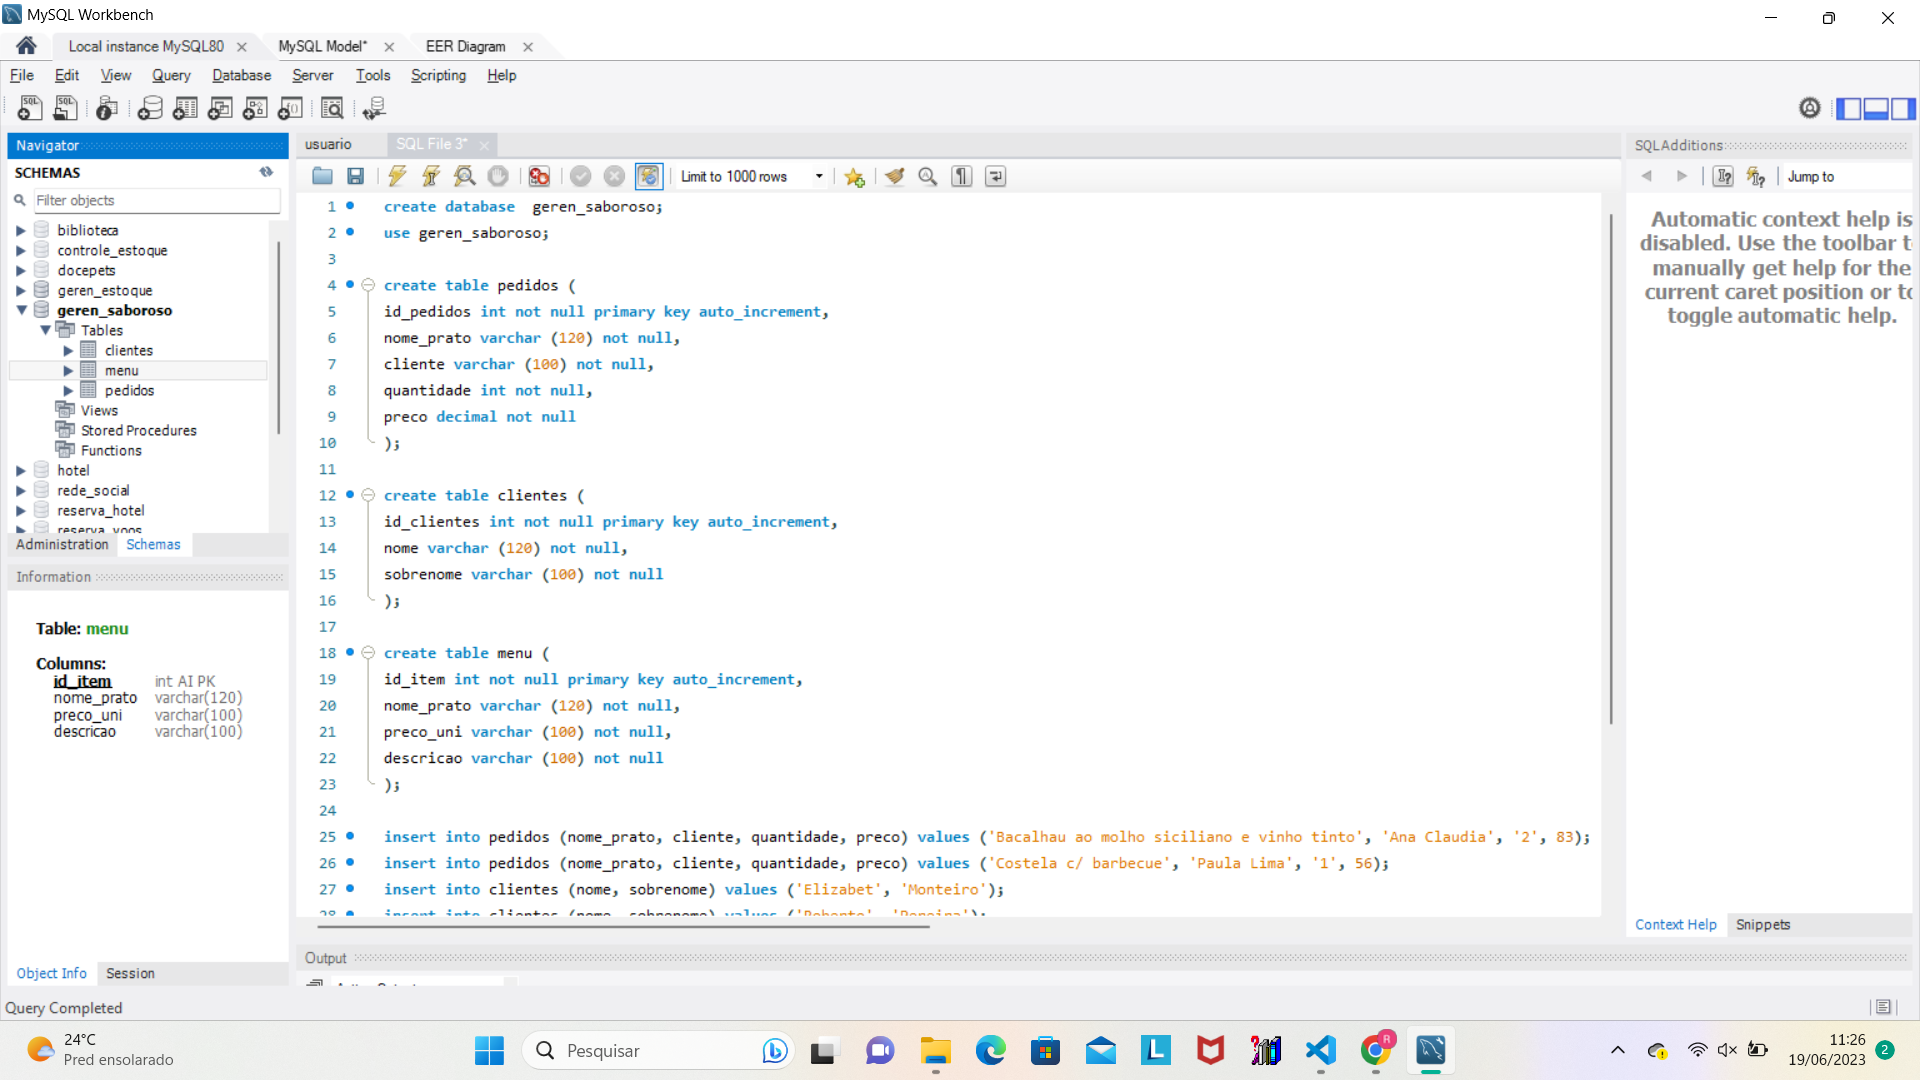 MySQL Workbench
Local instance MySQL80
MySQL Model*
EER Diagram
File Edit View Query Database Server Tools Scripting Help
Navigator
SCHEMAS
Filter objects
biblioteca
controle_estoque
docepets
geren_estoque
geren_saboroso
Tables
clientes
menu
pedidos
Views
Stored Procedures
Functions
hotel
rede_social
reserva_hotel
reserva_voos
Administration Schemas
Information
Table: menu
Columns:
id_item int AI PK
nome_prato varchar(120)
preco_uni varchar(100)
descricao varchar(100)
Object Info Session
Query Completed
usuario
SQL File 3*
Limit to 1000 rows
1 create database geren_saboroso;
2 use geren_saboroso;
3
4 create table pedidos (
5 id_pedidos int not null primary key auto_increment,
6 nome_prato varchar (120) not null,
7 cliente varchar (100) not null,
8 quantidade int not null,
9 preco decimal not null
10 );
11
12 create table clientes (
13 id_clientes int not null primary key auto_increment,
14 nome varchar (120) not null,
15 sobrenome varchar (100) not null
16 );
17
18 create table menu (
19 id_item int not null primary key auto_increment,
20 nome_prato varchar (120) not null,
21 preco_uni varchar (100) not null,
22 descricao varchar (100) not null
23 );
24
25 insert into pedidos (nome_prato, cliente, quantidade, preco) values ('Bacalhau ao molho siciliano e vinho tinto', 'Ana Claudia', '2', 83);
26 insert into pedidos (nome_prato, cliente, quantidade, preco) values ('Costela c/ barbecue', 'Paula Lima', '1', 56);
27 insert into clientes (nome, sobrenome) values ('Elizabet', 'Monteiro');
28 insert into clientes (nome, sobrenome) values ('Roberto', 'Pereira');
Output
SQLAdditions
Jump to
Automatic context help is
disabled. Use the toolbar
manually get help for the
current caret position or
toggle automatic help.
Context Help Snippets
24°C
Pred ensolarado
Pesquisar
11:26
19/06/2023
2